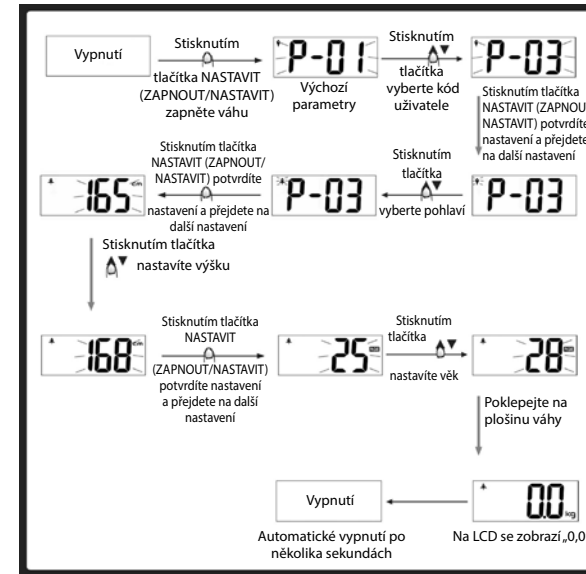 Vypnutí
Stisknutím
tlačítka NASTAVIT
(ZAPNOUT/NASTAVIT)
zapněte váhu
P-01
Výchozí
parametry
Stisknutím
tlačítka
vyberte kód
uživatele
P-03
Stisknutím tlačítka
NASTAVIT
NASTAVIT) potvrdíte
nastavení a přejdete
na další nastavení
P-03
Stisknutím
tlačítka
vyberte pohlaví
P-03
Stisknutím tlačítka
NASTAVIT (ZAPNOUT/
NASTAVIT) potvrdíte
nastavení a přejdete na
další nastavení
165 cm
Stisknutím tlačítka
nastavíte výšku
168 cm
Stisknutím tlačítka
NASTAVIT
(ZAPNOUT/NASTAVIT)
potvrdíte nastavení
a přejdete na další
nastavení
25
Stisknutím
tlačítka
nastavíte věk
28
Poklepejte na
plošinu váhy
0.0 kg
Na LCD se zobrazí „0,0
Vypnutí
Automatické vypnutí po
několika sekundách